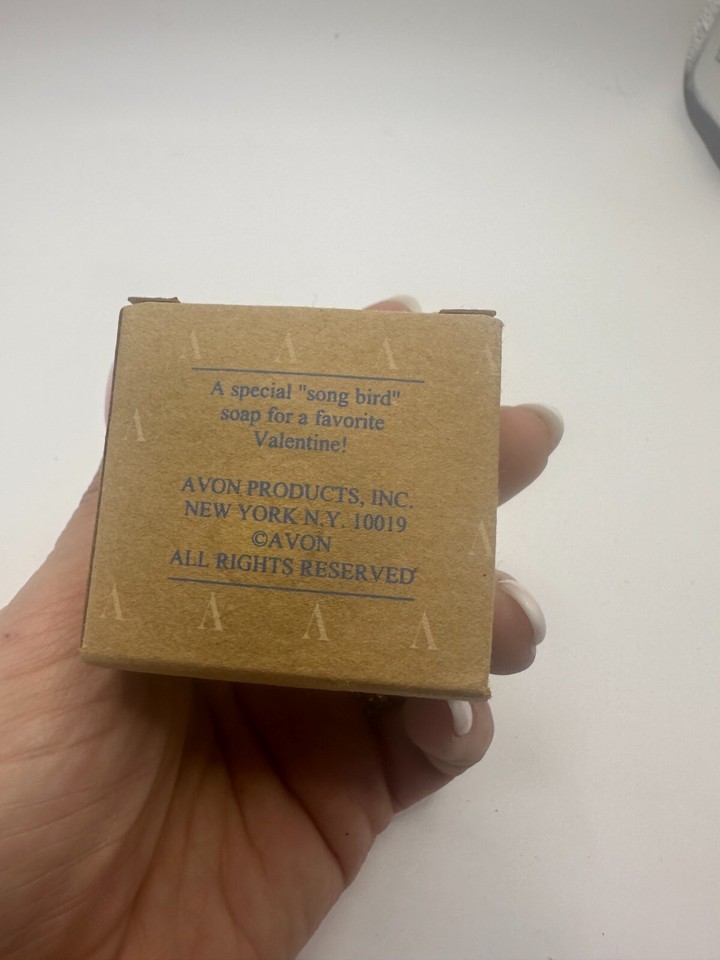 A special "song bird"
soap for a favorite
Valentine!
AVON PRODUCTS, INC.
NEW YORK N.Y. 10019
©AVON
ALL RIGHTS RESERVED